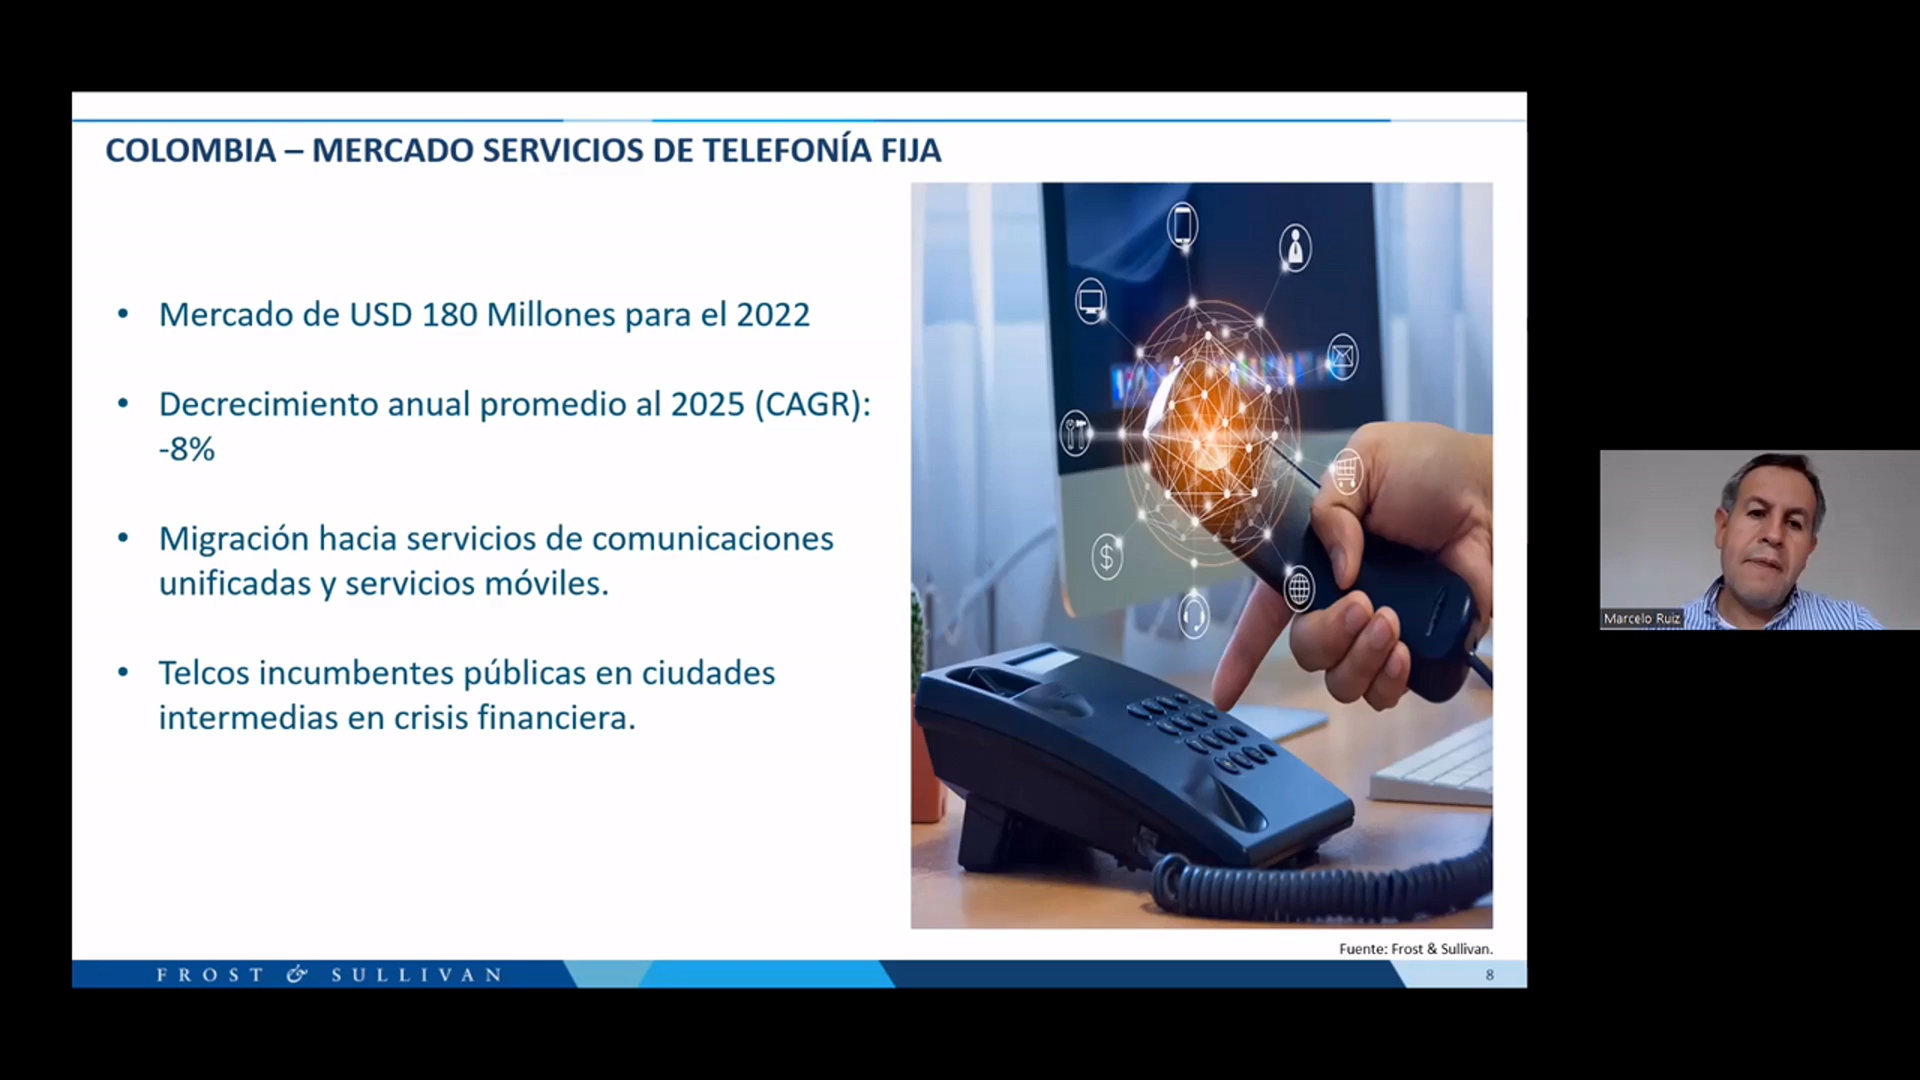 COLOMBIA – MERCADO SERVICIOS DE TELEFONÍA FIJA
• Mercado de USD 180 Millones para el 2022
• Decrecimiento anual promedio al 2025 (CAGR):
-8%
• Migración hacia servicios de comunicaciones
unificadas y servicios móviles.
• Telcos incumbentes públicas en ciudades
intermedias en crisis financiera.
$
Fuente: Frost & Sullivan.
FROST & SULLIVAN
8
Marcelo Ruiz